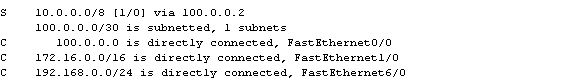 S    10.0.0.0/8 [1/0] via 100.0.0.2
     100.0.0.0/30 is subnetted, 1 subnets
C       100.0.0.0 is directly connected, FastEthernet0/0
C    172.16.0.0/16 is directly connected, FastEthernet1/0
C    192.168.0.0/24 is directly connected, FastEthernet6/0